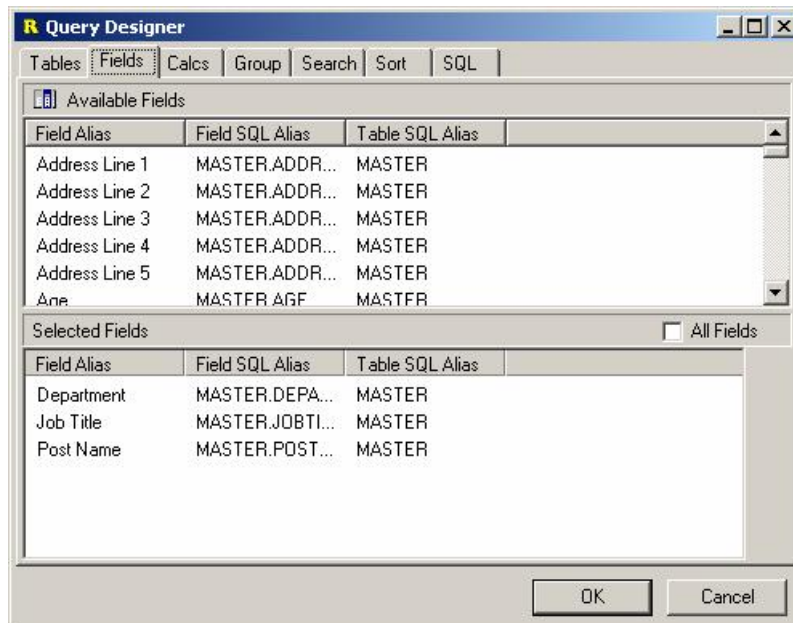 R Query Designer
Tables Fields Calcs Group Search Sort SQL
Available Fields
Field Alias Field SQL Alias Table SQL Alias
Address Line 1 MASTER.ADDR... MASTER
Address Line 2 MASTER.ADDR... MASTER
Address Line 3 MASTER.ADDR... MASTER
Address Line 4 MASTER.ADDR... MASTER
Address Line 5 MASTER.ADDR... MASTER
Age MASTER.AGE MASTER
Selected Fields All Fields
Field Alias Field SQL Alias Table SQL Alias
Department MASTER.DEPA... MASTER
Job Title MASTER.JOBTI... MASTER
Post Name MASTER.POST... MASTER
OK Cancel